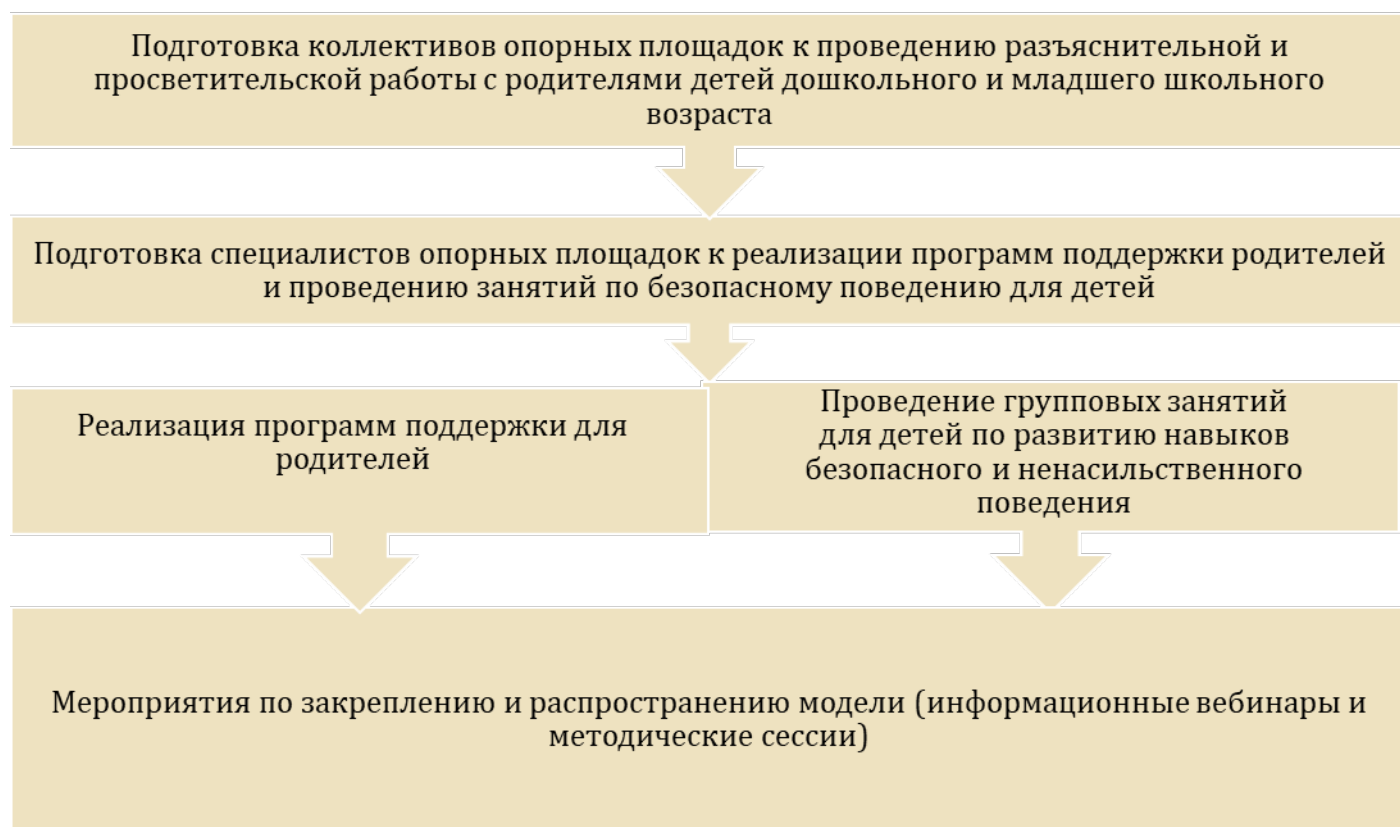 Подготовка коллективов опорных площадок к проведению разъяснительной и
просветительской работы с родителями детей дошкольного и младшего школьного
возраста
Подготовка специалистов опорных площадок к реализации программ поддержки родителей
и проведению занятий по безопасному поведению для детей
Реализация программ поддержки для
родителей
Проведение групповых занятий
для детей по развитию навыков
безопасного и ненасильственного
поведения
Мероприятия по закреплению и распространению модели (информационные вебинары и
методические сессии)